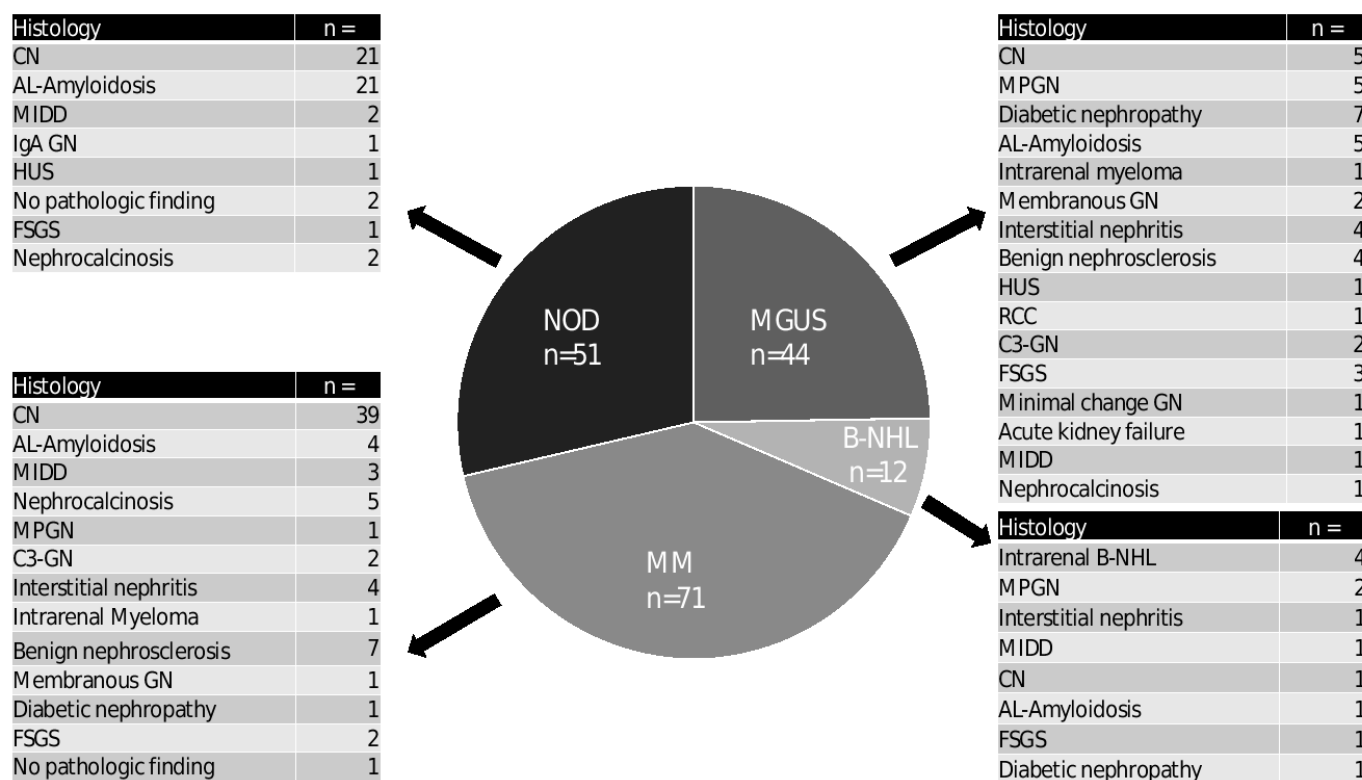 Histology n =
CN 21
AL-Amyloidosis 21
MIDD 2
IgA GN 1
HUS 1
No pathologic finding 2
FSGS 1
Nephrocalcinosis 2
Histology n =
CN 39
AL-Amyloidosis 4
MIDD 3
Nephrocalcinosis 5
MPGN 1
C3-GN 2
Interstitial nephritis 4
Intrarenal Myeloma 1
Benign nephrosclerosis 7
Membranous GN 1
Diabetic nephropathy 1
FSGS 2
No pathologic finding 1
NOD
n=51
MGUS
n=44
B-NHL
n=12
MM
n=71
Histology n =
CN 5
MPGN 5
Diabetic nephropathy 7
AL-Amyloidosis 5
Intrarenal myeloma 1
Membranous GN 2
Interstitial nephritis 4
Benign nephrosclerosis 4
HUS 1
RCC 1
C3-GN 2
FSGS 3
Minimal change GN 1
Acute kidney failure 1
MIDD 1
Nephrocalcinosis 1
Histology n =
Intrarenal B-NHL 4
MPGN 2
Interstitial nephritis 1
MIDD 1
CN 1
AL-Amyloidosis 1
FSGS 1
Diabetic nephropathy 1